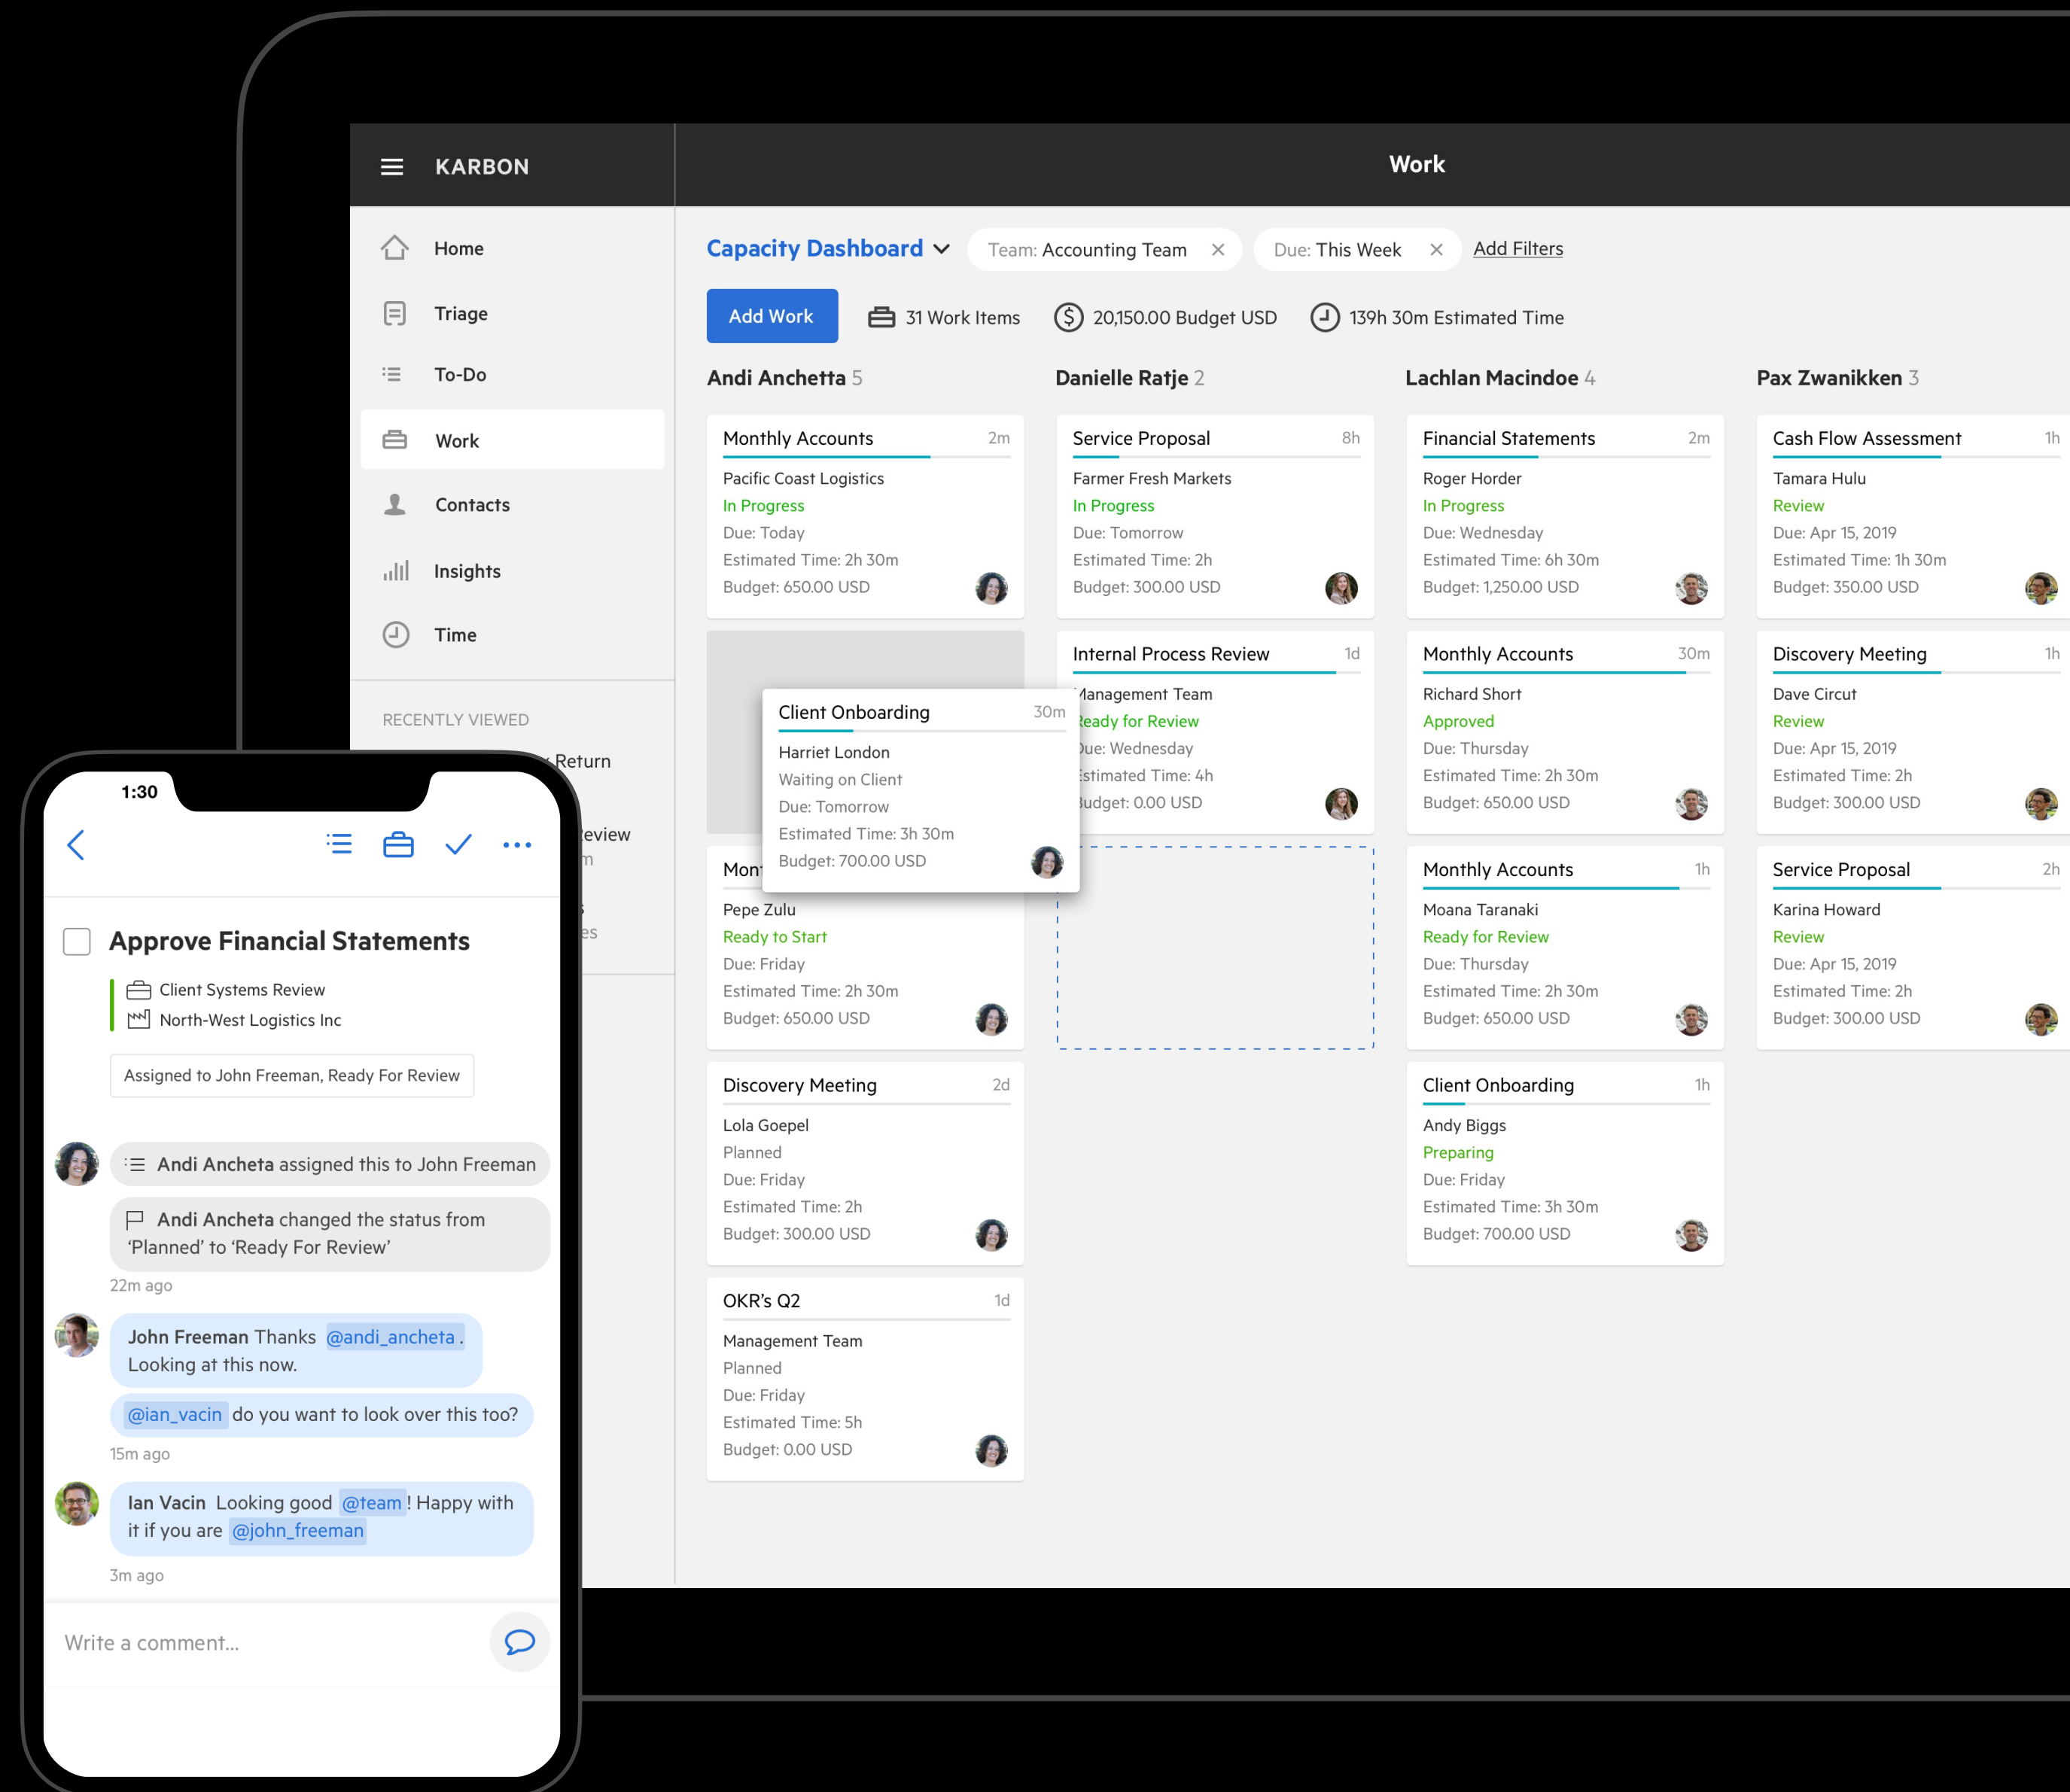 KARBON
Work
Home
Triage
To-Do
Work
Contacts
Insights
Time
RECENTLY VIEWED
Return
eview
m
s
es
Capacity Dashboard
Team: Accounting Team
Due: This Week
Add Filters
Add Work
31 Work Items
20,150.00 Budget USD
139h 30m Estimated Time
Andi Anchetta 5
Monthly Accounts 2m
Pacific Coast Logistics
In Progress
Due: Today
Estimated Time: 2h 30m
Budget: 650.00 USD
Client Onboarding 30m
Harriet London
Waiting on Client
Due: Tomorrow
Estimated Time: 3h 30m
Budget: 700.00 USD
Mont
Pepe Zulu
Ready to Start
Due: Friday
Estimated Time: 2h 30m
Budget: 650.00 USD
Discovery Meeting 2d
Lola Goepel
Planned
Due: Friday
Estimated Time: 2h
Budget: 300.00 USD
OKR’s Q2 1d
Management Team
Planned
Due: Friday
Estimated Time: 5h
Budget: 0.00 USD
Danielle Ratje 2
Service Proposal 8h
Farmer Fresh Markets
In Progress
Due: Tomorrow
Estimated Time: 2h
Budget: 300.00 USD
Internal Process Review 1d
Management Team
Ready for Review
Due: Wednesday
Estimated Time: 4h
Budget: 0.00 USD
Lachlan Macindoe 4
Financial Statements 2m
Roger Horder
In Progress
Due: Wednesday
Estimated Time: 6h 30m
Budget: 1,250.00 USD
Monthly Accounts 30m
Richard Short
Approved
Due: Thursday
Estimated Time: 2h 30m
Budget: 650.00 USD
Monthly Accounts 1h
Moana Taranaki
Ready for Review
Due: Thursday
Estimated Time: 2h 30m
Budget: 650.00 USD
Client Onboarding 1h
Andy Biggs
Preparing
Due: Friday
Estimated Time: 3h 30m
Budget: 700.00 USD
Pax Zwanikken 3
Cash Flow Assessment 1h
Tamara Hulu
Review
Due: Apr 15, 2019
Estimated Time: 1h 30m
Budget: 350.00 USD
Discovery Meeting 1h
Dave Circut
Review
Due: Apr 15, 2019
Estimated Time: 2h
Budget: 300.00 USD
Service Proposal 2h
Karina Howard
Review
Due: Apr 15, 2019
Estimated Time: 2h
Budget: 300.00 USD
1:30
Approve Financial Statements
Client Systems Review
North-West Logistics Inc
Assigned to John Freeman, Ready For Review
Andi Ancheta assigned this to John Freeman
Andi Ancheta changed the status from
‘Planned’ to ‘Ready For Review’
22m ago
John Freeman Thanks @andi_ancheta .
Looking at this now.
@ian_vacin do you want to look over this too?
15m ago
Ian Vacin Looking good @team ! Happy with
it if you are @john_freeman
3m ago
Write a comment...